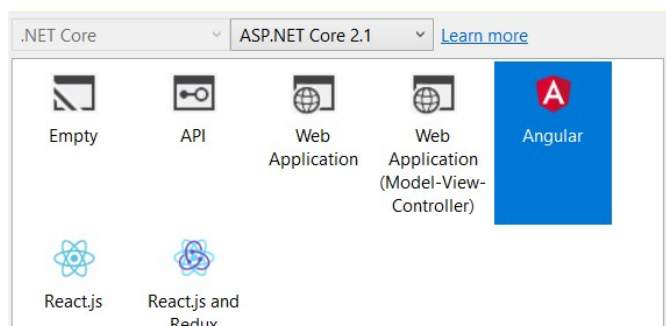 .NET Core
ASP.NET Core 2.1
Learn more
Empty
API
Web
Application
Web
Application
(Model-View-
Controller)
Angular
React.js
React.js and
Redux